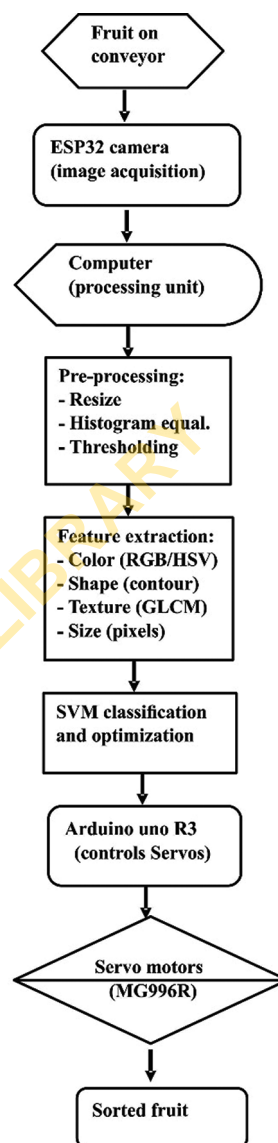 Fruit on
conveyor
ESP32 camera
(image acquisition)
Computer
(processing unit)
Pre-processing:
- Resize
- Histogram equal.
- Thresholding
Feature extraction:
- Color (RGB/HSV)
- Shape (contour)
- Texture (GLCM)
- Size (pixels)
SVM classification
and optimization
Arduino uno R3
(controls Servos)
Servo motors
(MG996R)
Sorted fruit
LIBRARY